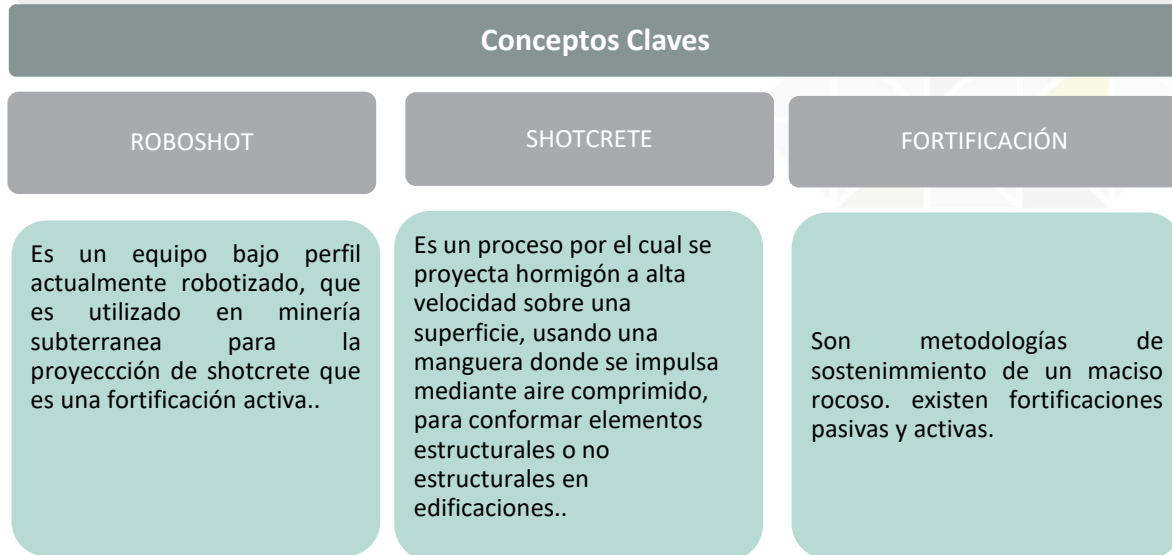 Conceptos Claves
ROBOSHOT
Es un equipo bajo perfil
actualmente robotizado, que
es utilizado en minería
subterranea para la
proyeccción de shotcrete que
es una fortificación activa..
SHOTCRETE
Es un proceso por el cual se
proyecta hormigón a alta
velocidad sobre una
superficie, usando una
manguera donde se impulsa
mediante aire comprimido,
para conformar elementos
estructurales o no
estructurales en
edificaciones..
FORTIFICACIÓN
Son metodologías de
sostenimmiento de un maciso
rocoso. existen fortificaciones
pasivas y activas.